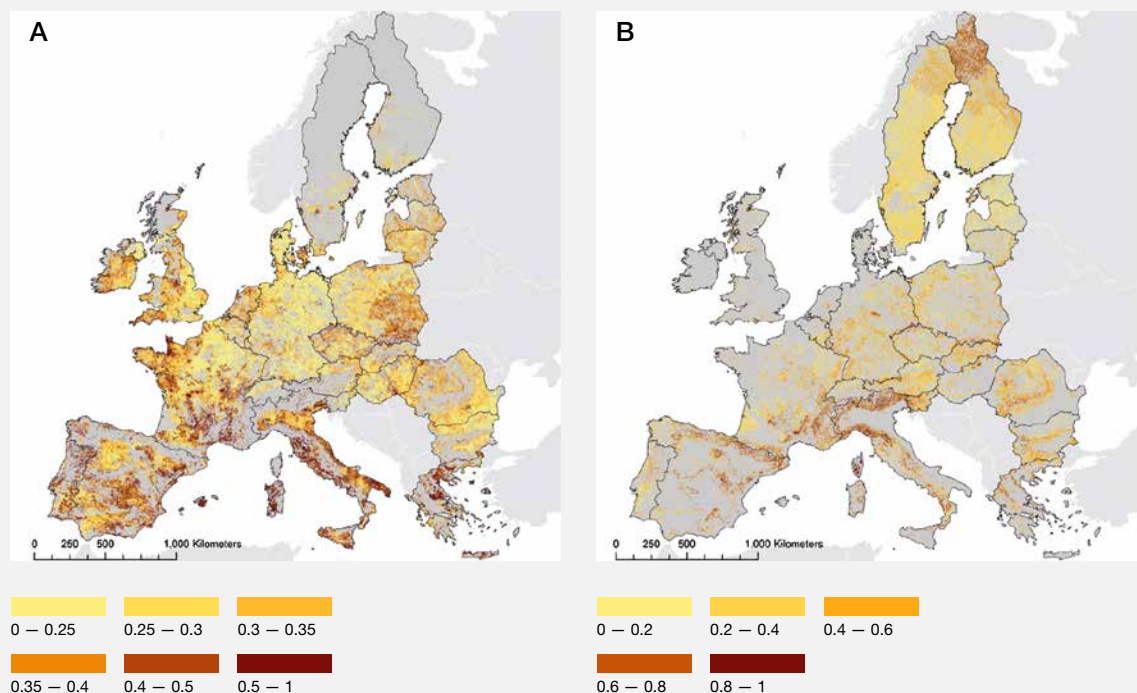 A
B
0 250 500 1,000 Kilometers
0 250 500 1 000 Kilometers
0 — 0.25
0.25 — 0.3
0.3 — 0.35
0.35 — 0.4
0.4 — 0.5
0.5 — 1
0 — 0.2
0.2 — 0.4
0.4 — 0.6
0.6 — 0.8
0.8 — 1